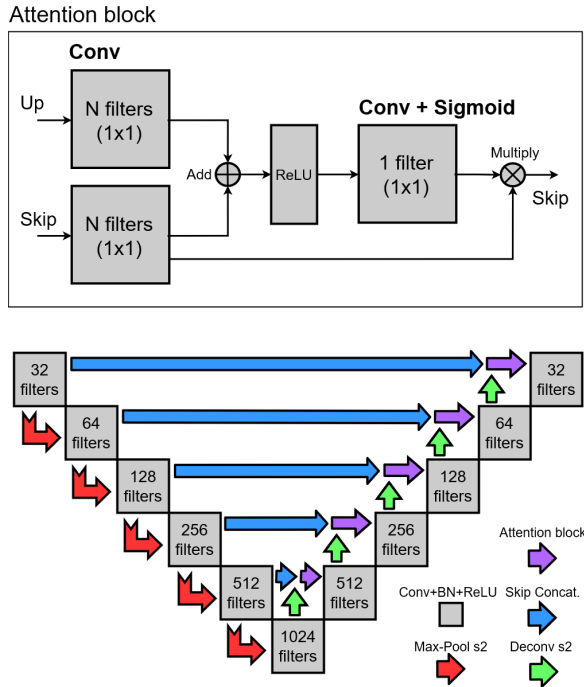 Attention block
Conv
Up
N filters
(1x1)
Conv + Sigmoid
Add
ReLU
1 filter
(1x1)
Multiply
Skip
Skip
N filters
(1x1)
32
filters
32
filters
64
filters
64
filters
128
filters
128
filters
256
filters
256
filters
512
filters
512
filters
1024
filters
Attention block
Conv+BN+ReLU
Skip Concat.
Max-Pool s2
Deconv s2